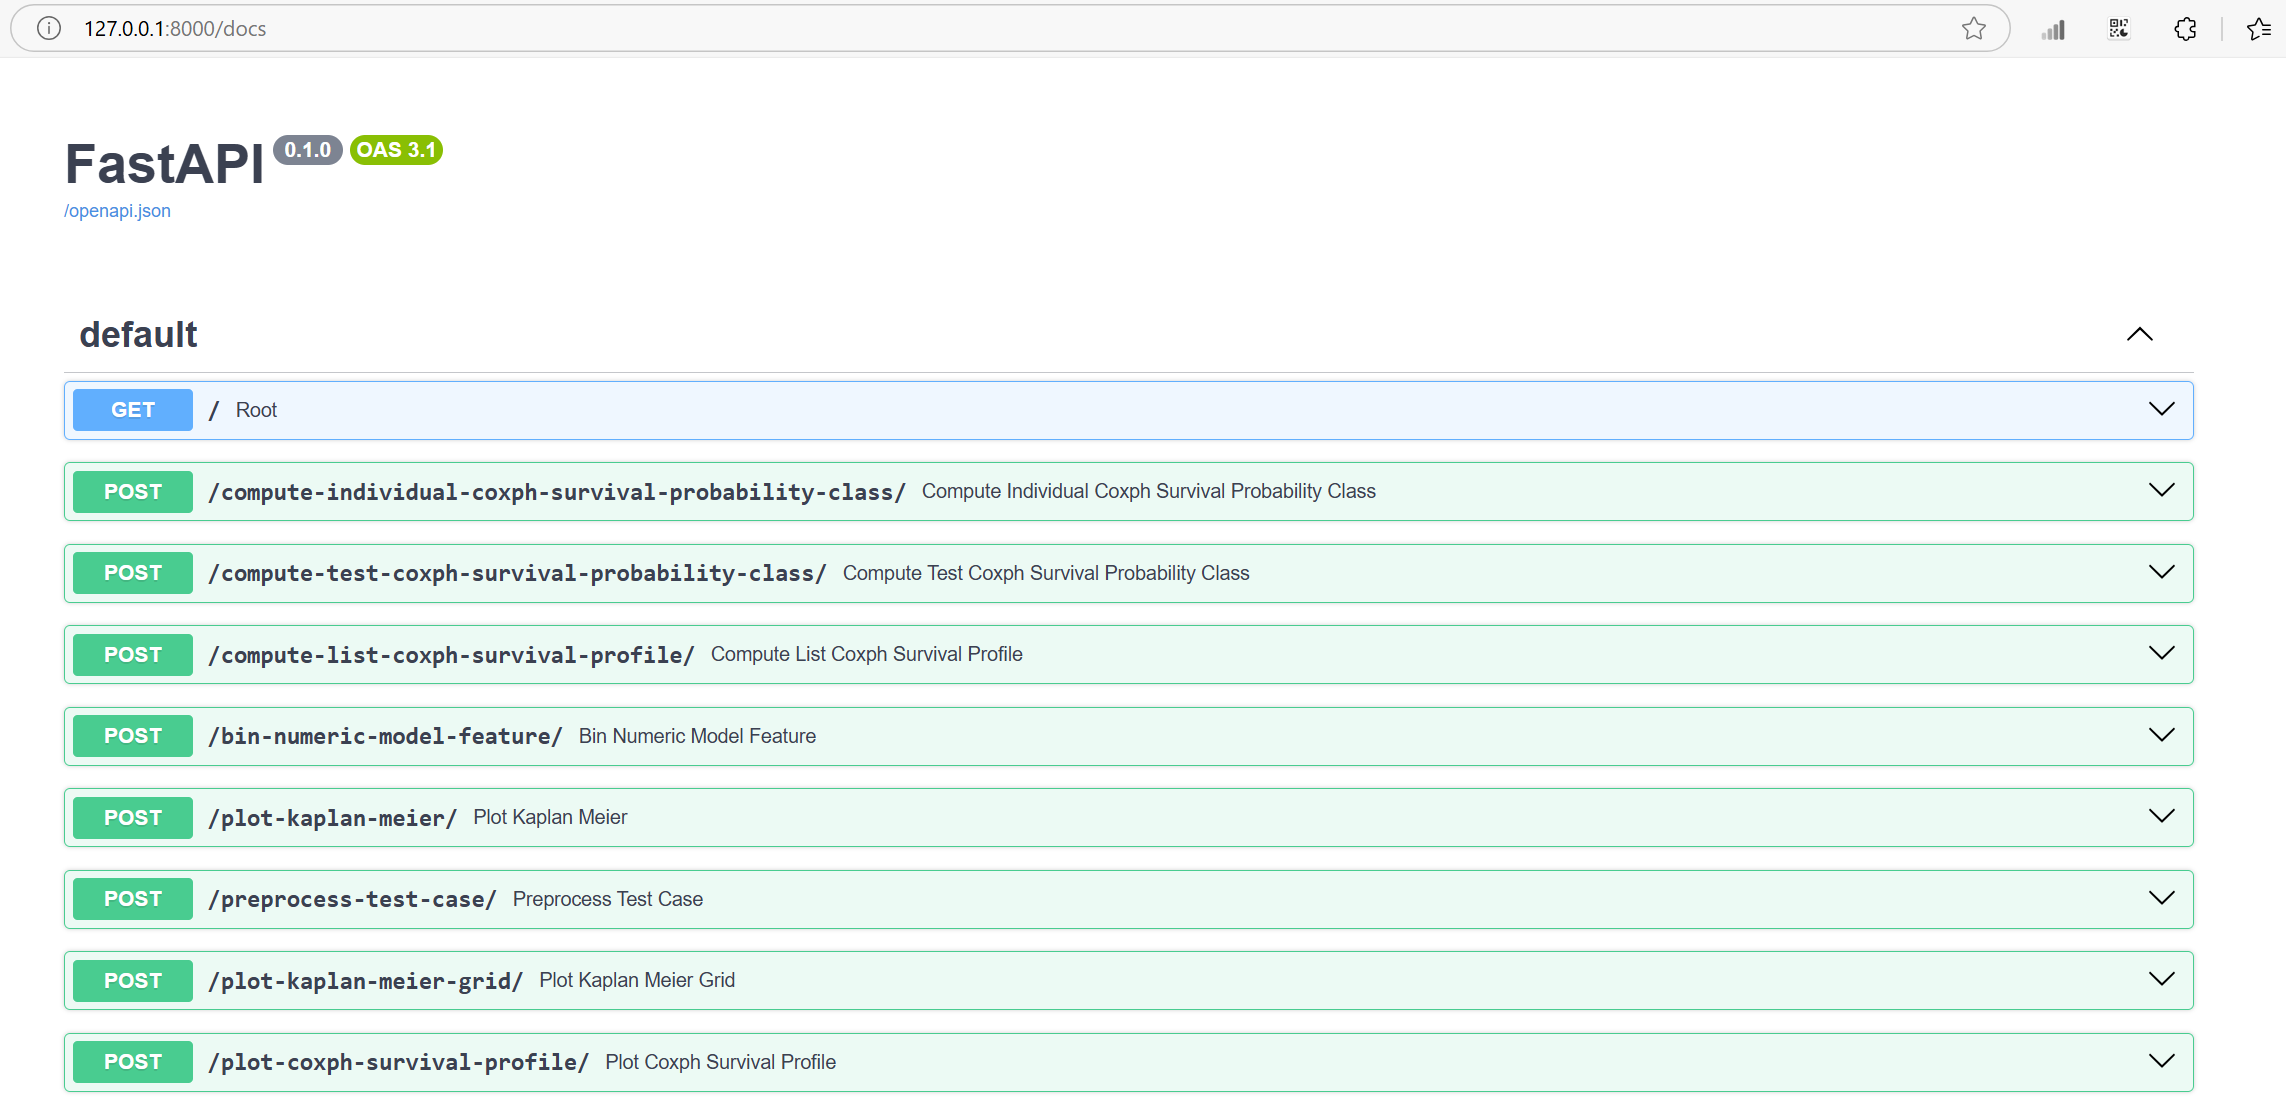 127.0.0.1:8000/docs
FastAPI 0.1.0 OAS 3.1
/openapi.json
default
GET / Root
POST /compute-individual-coxph-survival-probability-class/ Compute Individual Coxph Survival Probability Class
POST /compute-test-coxph-survival-probability-class/ Compute Test Coxph Survival Probability Class
POST /compute-list-coxph-survival-profile/ Compute List Coxph Survival Profile
POST /bin-numeric-model-feature/ Bin Numeric Model Feature
POST /plot-kaplan-meier/ Plot Kaplan Meier
POST /preprocess-test-case/ Preprocess Test Case
POST /plot-kaplan-meier-grid/ Plot Kaplan Meier Grid
POST /plot-coxph-survival-profile/ Plot Coxph Survival Profile